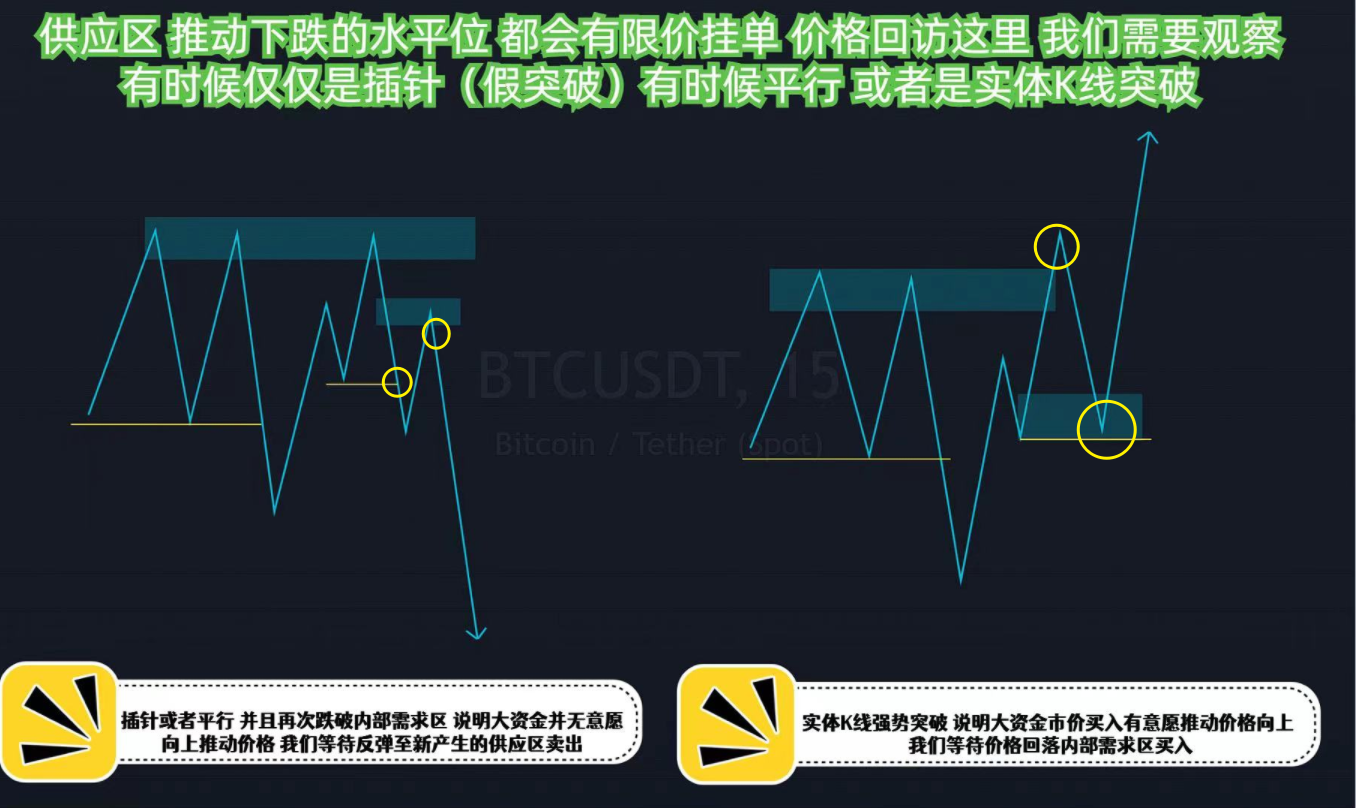 供应区 推动下跌的水平位 都会有限价挂单 价格回访这里 我们需要观察
有时候仅仅是插针（假突破）有时候平行 或者是实体K线突破
BTCUSDT, 15
Bitcoin / Tether (Spot)
插针或者平行 并且再次跌破内部需求区 说明大资金并无意愿
向上推动价格 我们等待反弹至新产生的供应区卖出
实体K线强势突破 说明大资金市价买入有意愿推动价格向上
我们等待价格回落内部需求区买入